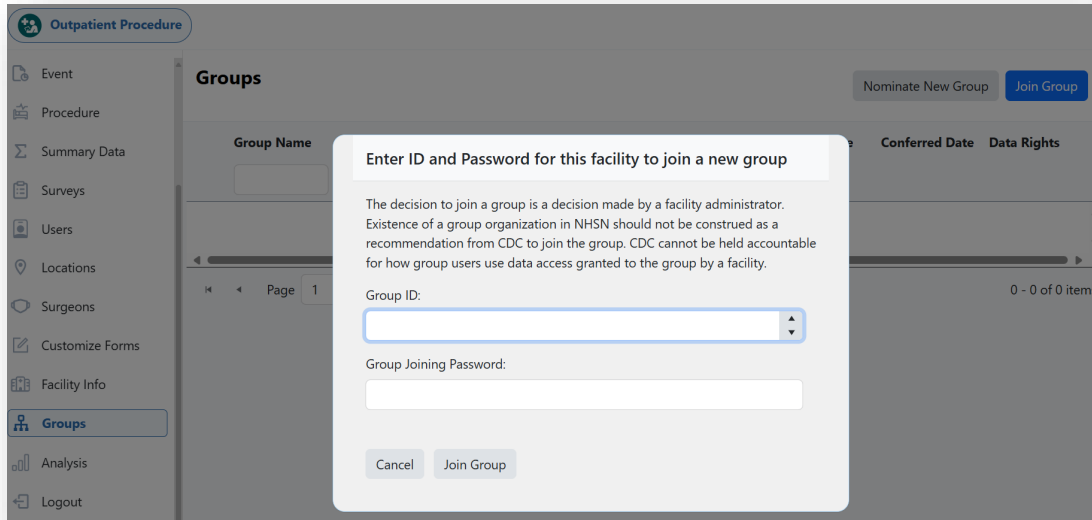 Outpatient Procedure
Event
Procedure
Summary Data
Surveys
Users
Locations
Surgeons
Customize Forms
Facility Info
Groups
Analysis
Logout
Groups
Nominate New Group
Join Group
Group Name
e
Conferred Date
Data Rights
Page 1
0 - 0 of 0 item
Enter ID and Password for this facility to join a new group
The decision to join a group is a decision made by a facility administrator.
Existence of a group organization in NHSN should not be construed as a
recommendation from CDC to join the group. CDC cannot be held accountable
for how group users use data access granted to the group by a facility.
Group ID:
Group Joining Password:
Cancel
Join Group